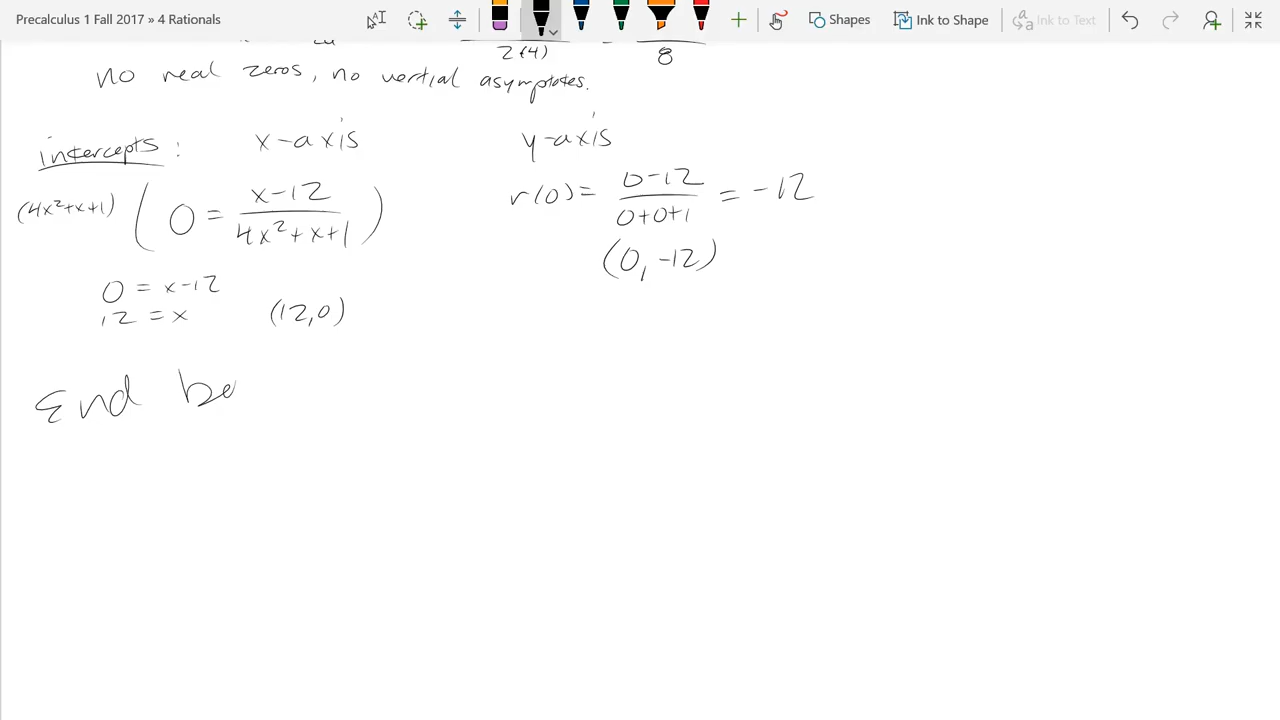 Precalculus 1 Fall 2017 » 4 Rationals
Shapes
Ink to Shape
Ink to Text
2(4)
8
no real zeros, no vertical asymptotes.
intercepts : x-axis y-axis
(4x²+x+1) ( 0 = x-12 / 4x²+x+1 ) r(0) = 0-12 / 0+0+1 = -12
(0, -12)
0 = x-12
12 = x (12,0)
End be